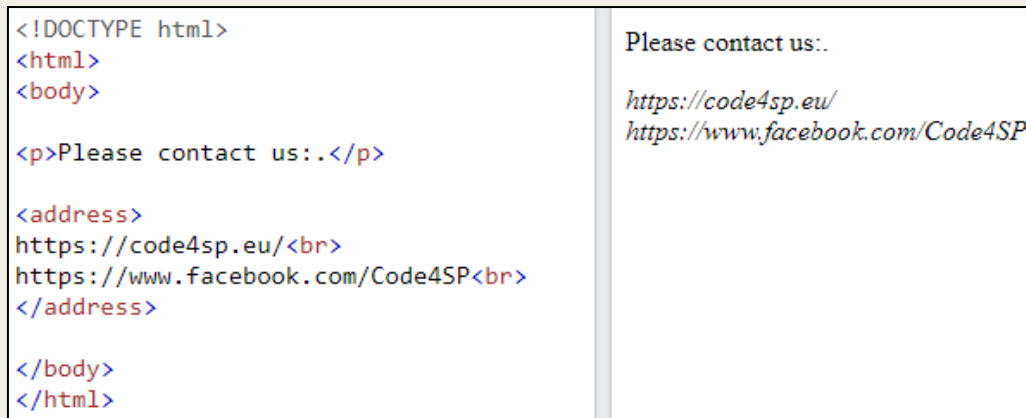 <!DOCTYPE html>
<html>
<body>
<p>Please contact us:.</p>
<address>
https://code4sp.eu/<br>
https://www.facebook.com/Code4SP<br>
</address>
</body>
</html>
Please contact us:.
https://code4sp.eu/
https://www.facebook.com/Code4SP